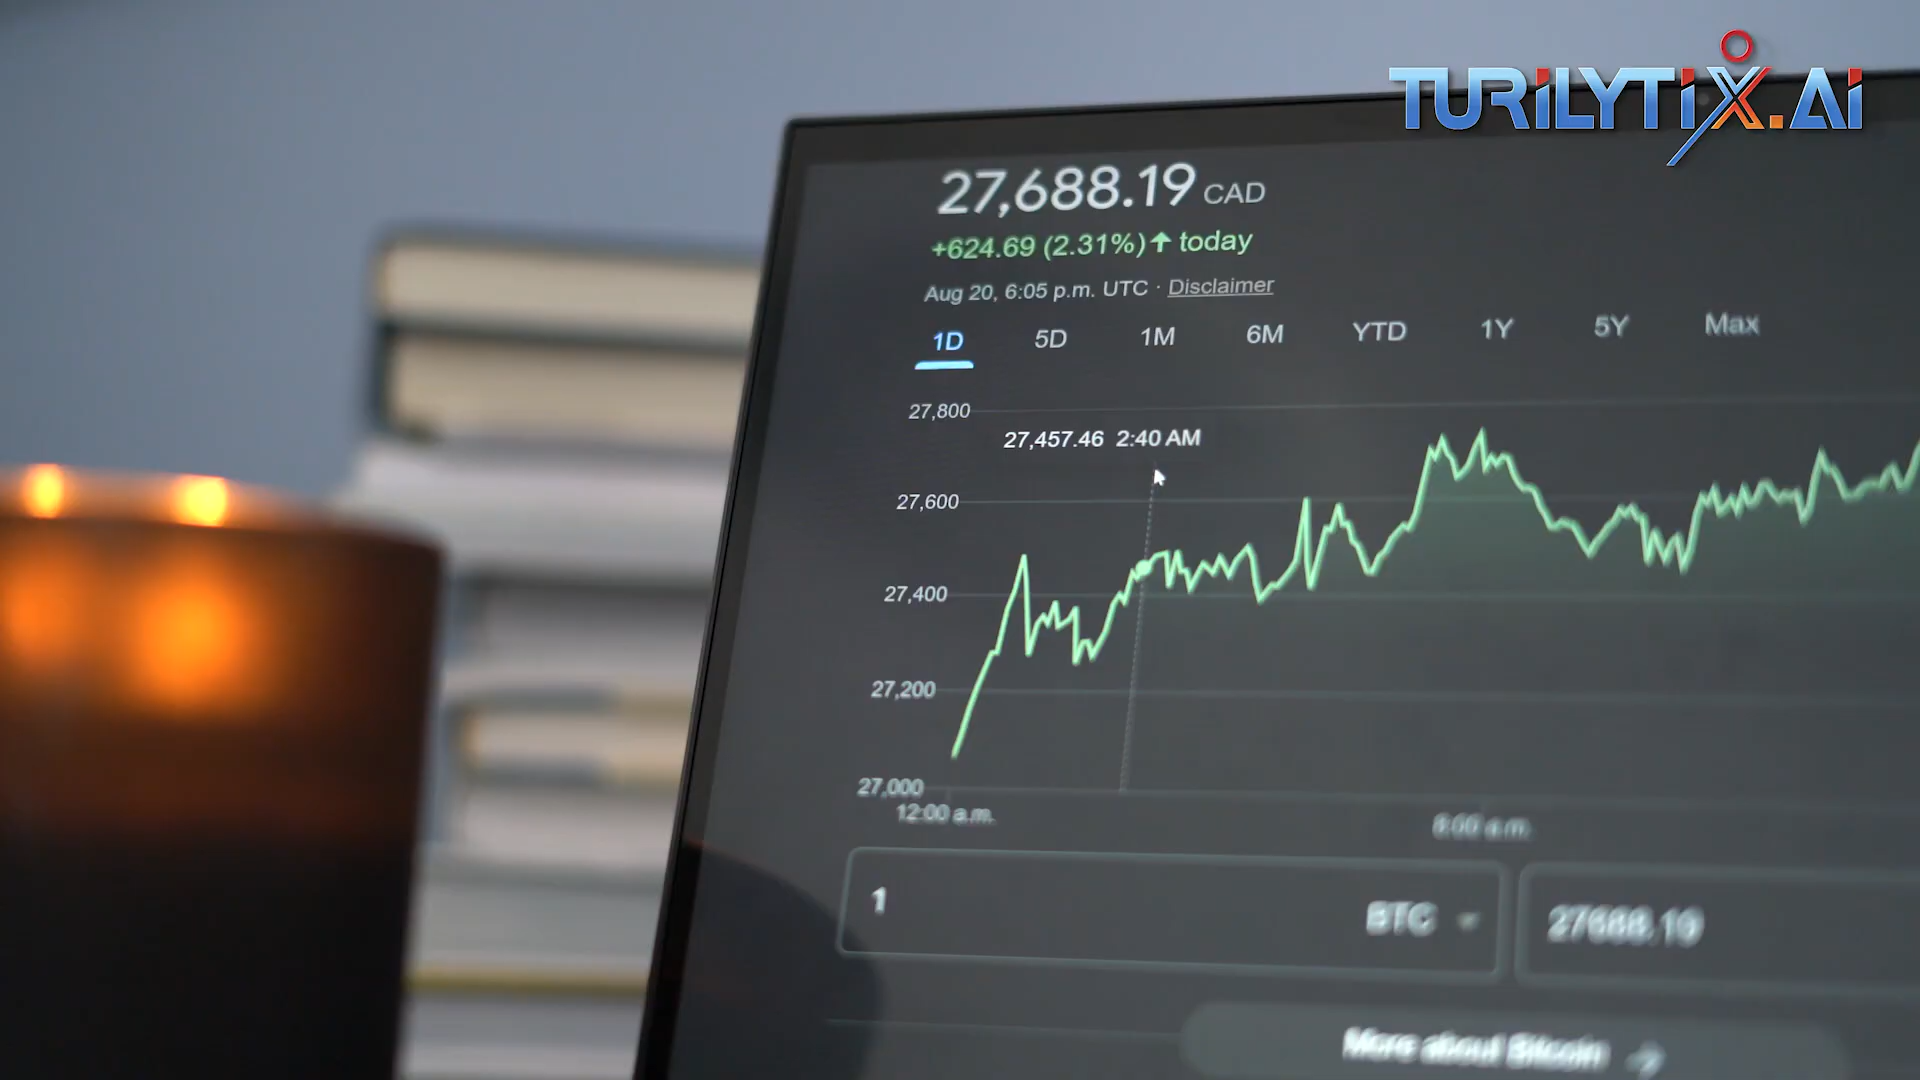 TURILYTIX.AI
27,688.19 CAD
+624.69 (2.31%)↑ today
Aug 20, 6:05 p.m. UTC · Disclaimer
1D 5D 1M 6M YTD 1Y 5Y Max
27,800
27,457.46 2:40 AM
27,600
27,400
27,200
27,000
12:00 a.m. 6:00 a.m.
1 BTC 27688.19
More about Bitcoin →